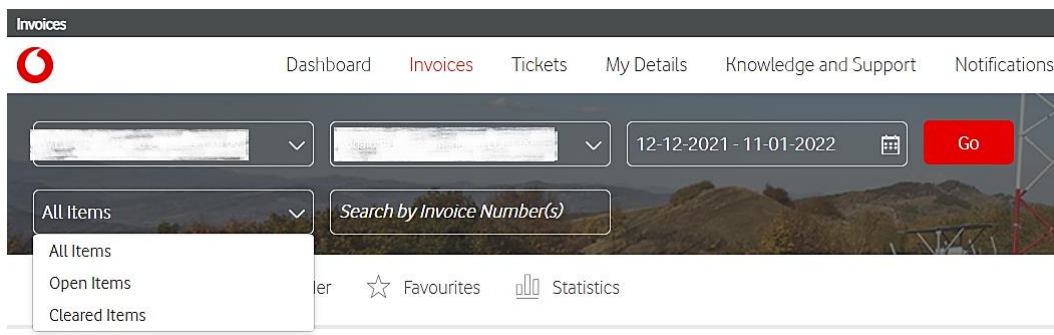 Invoices
Dashboard Invoices Tickets My Details Knowledge and Support Notifications
12-12-2021 - 11-01-2022 Go
All Items Search by Invoice Number(s)
All Items
Open Items
Cleared Items
Favourites Statistics